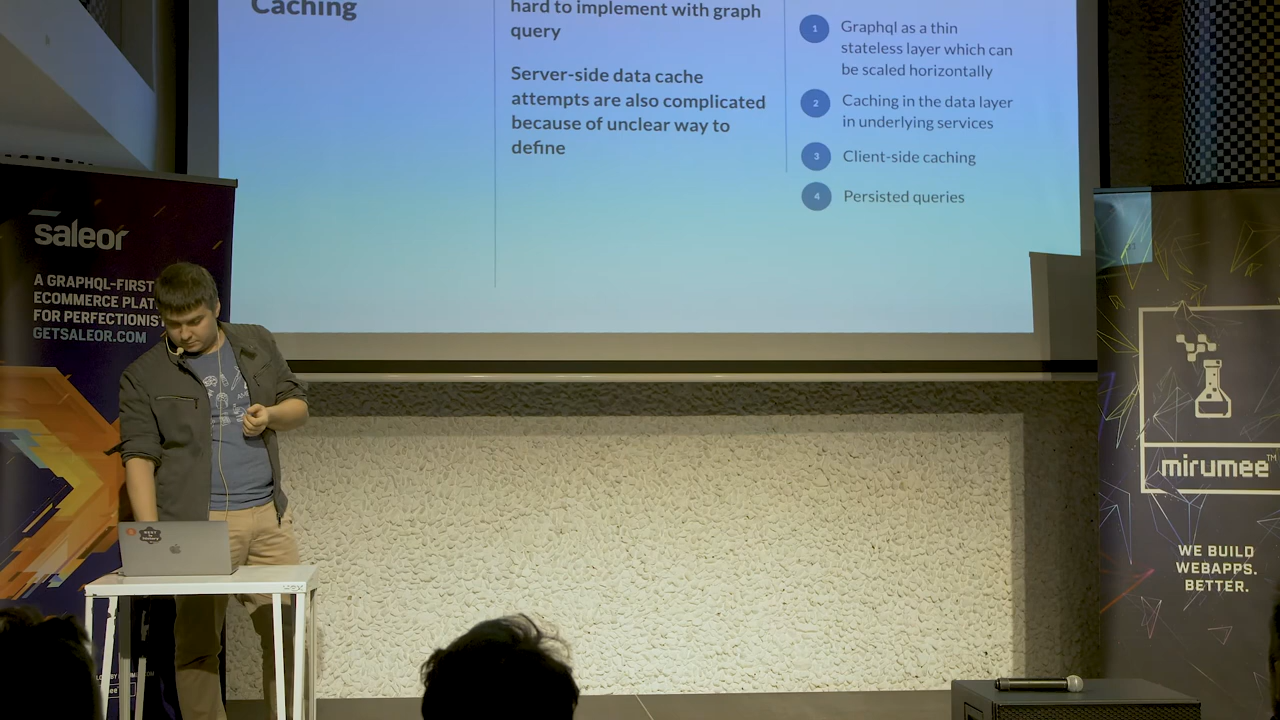 Caching
hard to implement with graph
query
Server-side data cache
attempts are also complicated
because of unclear way to
define
1
Graphql as a thin
stateless layer which can
be scaled horizontally
2
Caching in the data layer
in underlying services
3
Client-side caching
4
Persisted queries
saleor
A GRAPHQL-FIRST
ECOMMERCE
FOR
GETSALEOR.COM
mirumee™
WE BUILD
WEBAPPS.
BETTER.